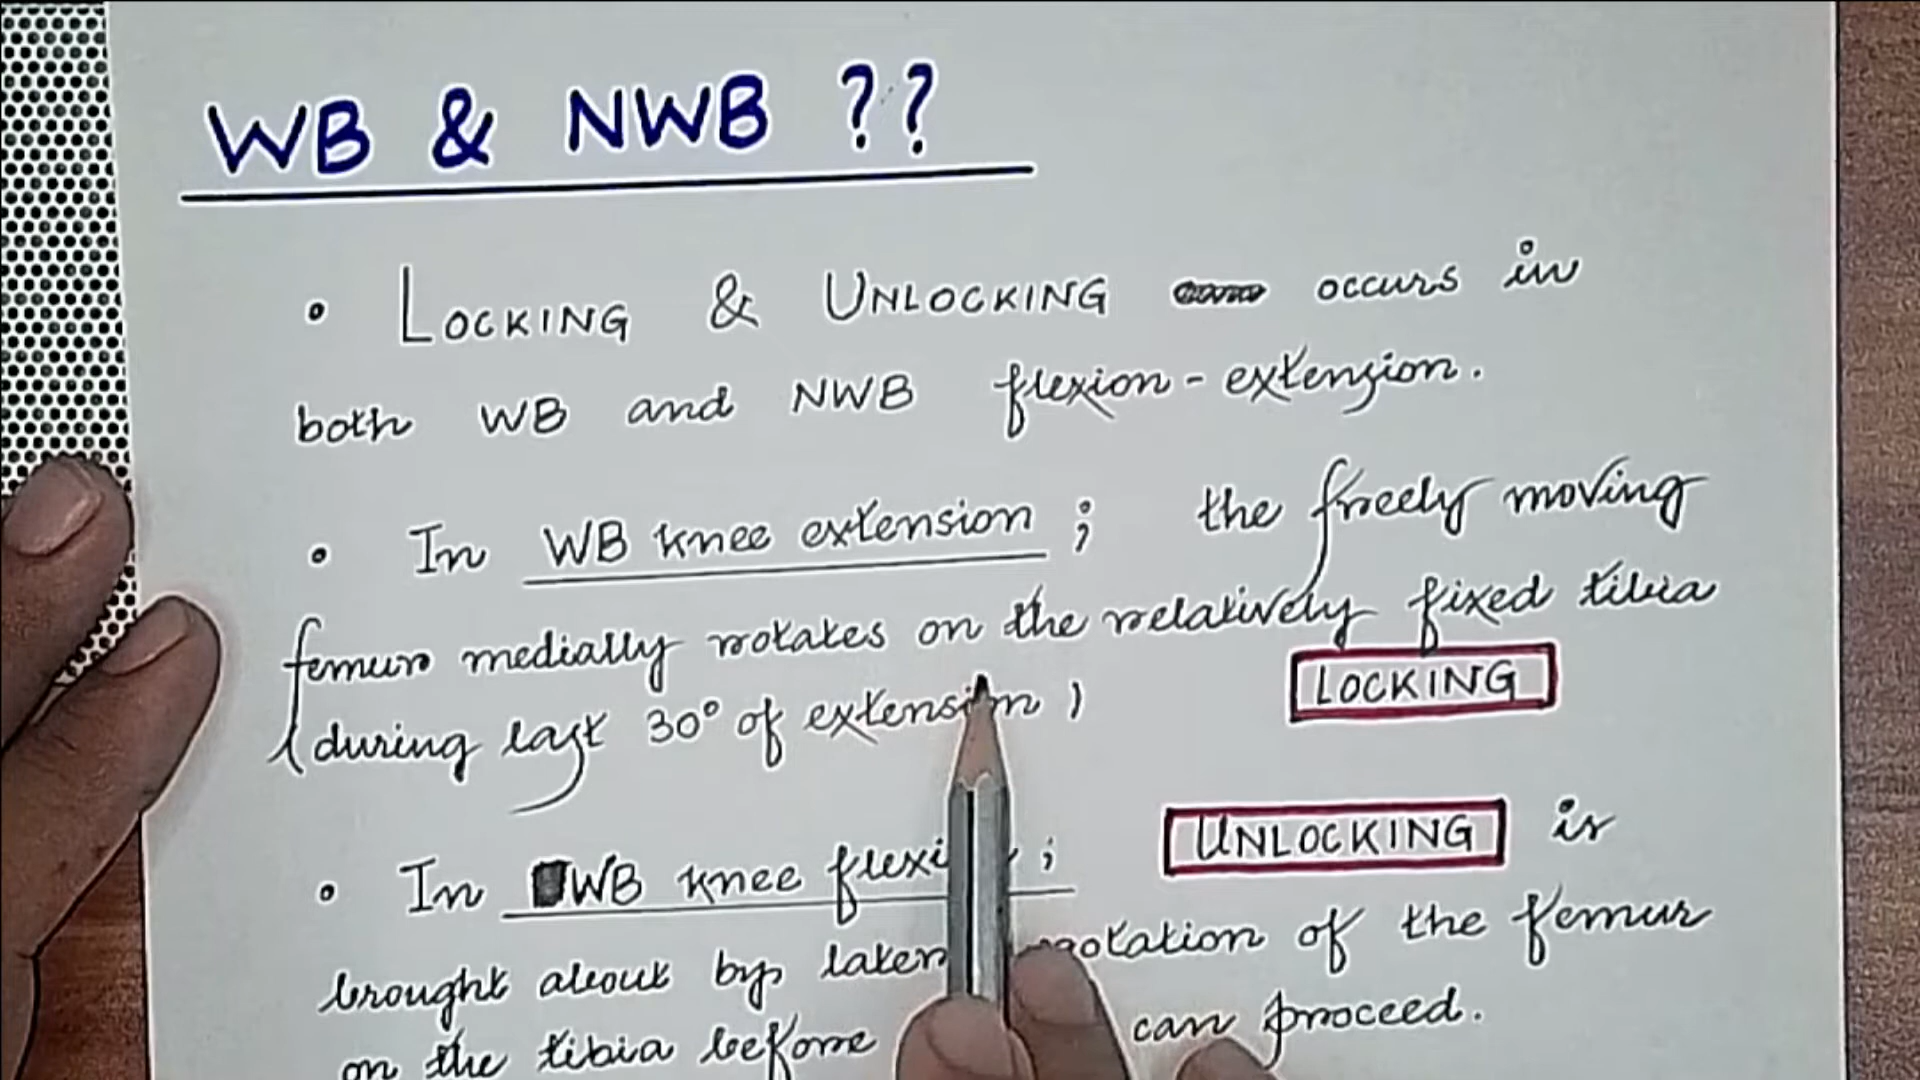 WB & NWB ??
• LOCKING & UNLOCKING occurs in
both WB and NWB flexion - extension.
• In WB knee extension ; the freely moving
femur medially rotates on the relatively fixed tibia
(during last 30° of extension)
LOCKING
• In WB knee ;
UNLOCKING is
brought about by of the femur
on the tibia before can proceed.